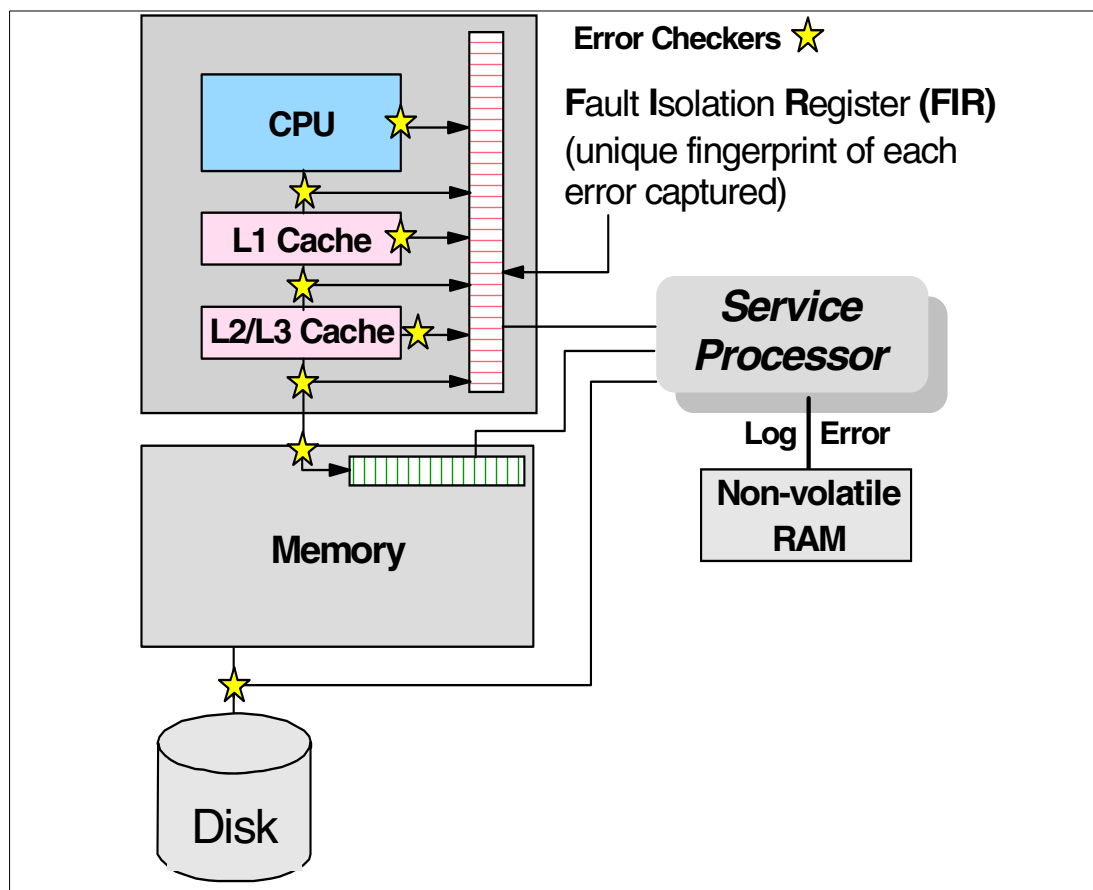 Error Checkers
Fault Isolation Register (FIR)
(unique fingerprint of each
error captured)
CPU
L1 Cache
L2/L3 Cache
Service
Processor
Log Error
Non-volatile
RAM
Memory
Disk